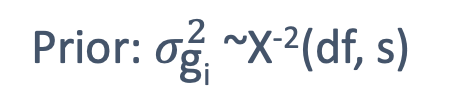 Prior: σ²gᵢ ~X⁻²(df, s)